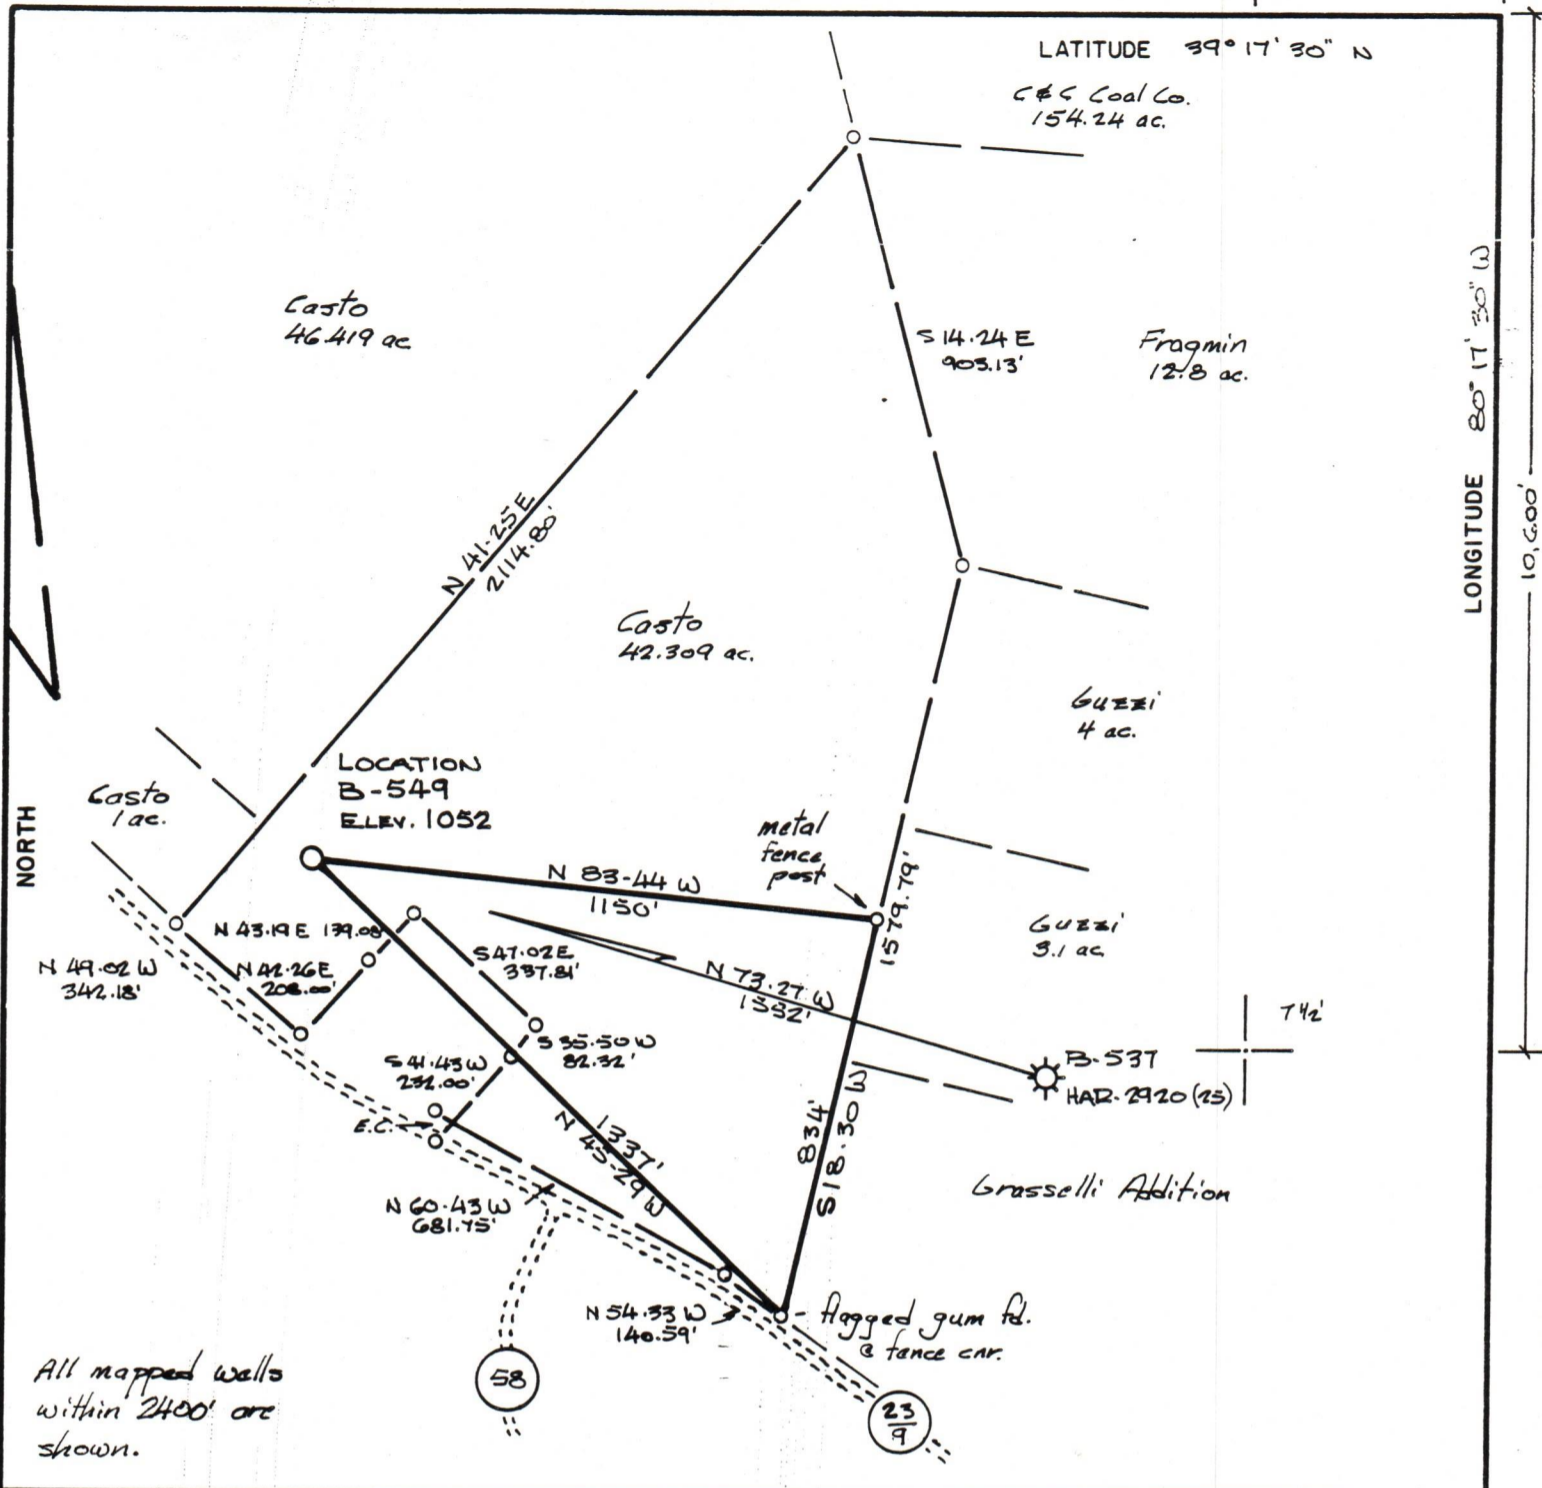 LATITUDE 39° 17' 30" N
C & C Coal Co.
154.24 ac.
Casto
46.419 ac
S 14.24 E
903.13'
Fragmin
12.8 ac.
LONGITUDE 80° 17' 30" W
10,600'
N 41.25 E
2114.80'
Casto
42.309 ac.
Guzzi
4 ac.
LOCATION
B-549
ELEV. 1052
Casto
1 ac.
NORTH
metal
fence
post
N 83-44 W
1150'
1579.79'
Guzzi
3.1 ac
N 43.19 E 139.08'
S 47.02 E
337.81'
N 49.02 W
342.18'
N 42.26 E
208.00'
N 73.27 W
1332'
7 1/2'
S 35.50 W
82.32'
S 41.43 W
232.00'
B-537
HAR-2920 (25)
E.C.
1337'
N 45-29 W
834'
S 18.30 W
Grasselli Addition
N 60.43 W
681.75'
N 54.33 W
140.59'
flagged gum fd.
@ fence cnr.
58
23
9
All mapped wells
within 2400' are
shown.